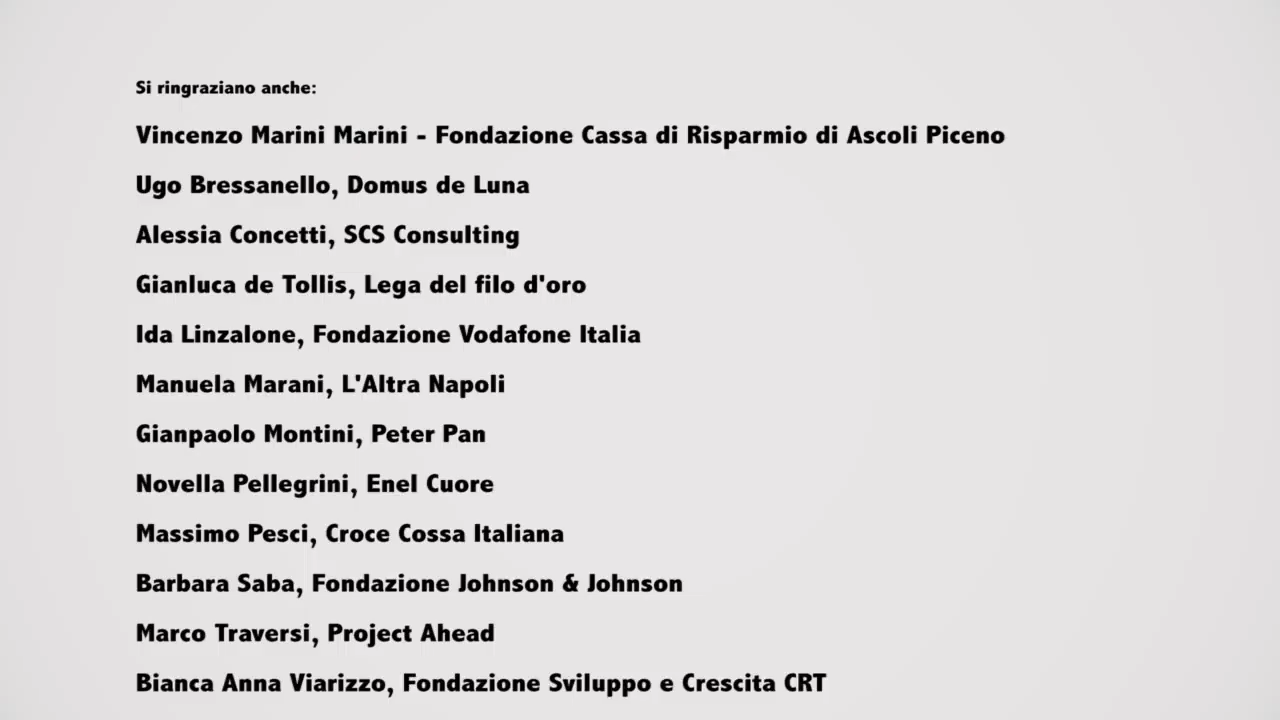 Si ringraziano anche:
Vincenzo Marini Marini - Fondazione Cassa di Risparmio di Ascoli Piceno
Ugo Bressanello, Domus de Luna
Alessia Concetti, SCS Consulting
Gianluca de Tollis, Lega del filo d'oro
Ida Linzalone, Fondazione Vodafone Italia
Manuela Marani, L'Altra Napoli
Gianpaolo Montini, Peter Pan
Novella Pellegrini, Enel Cuore
Massimo Pesci, Croce Cossa Italiana
Barbara Saba, Fondazione Johnson & Johnson
Marco Traversi, Project Ahead
Bianca Anna Viarizzo, Fondazione Sviluppo e Crescita CRT